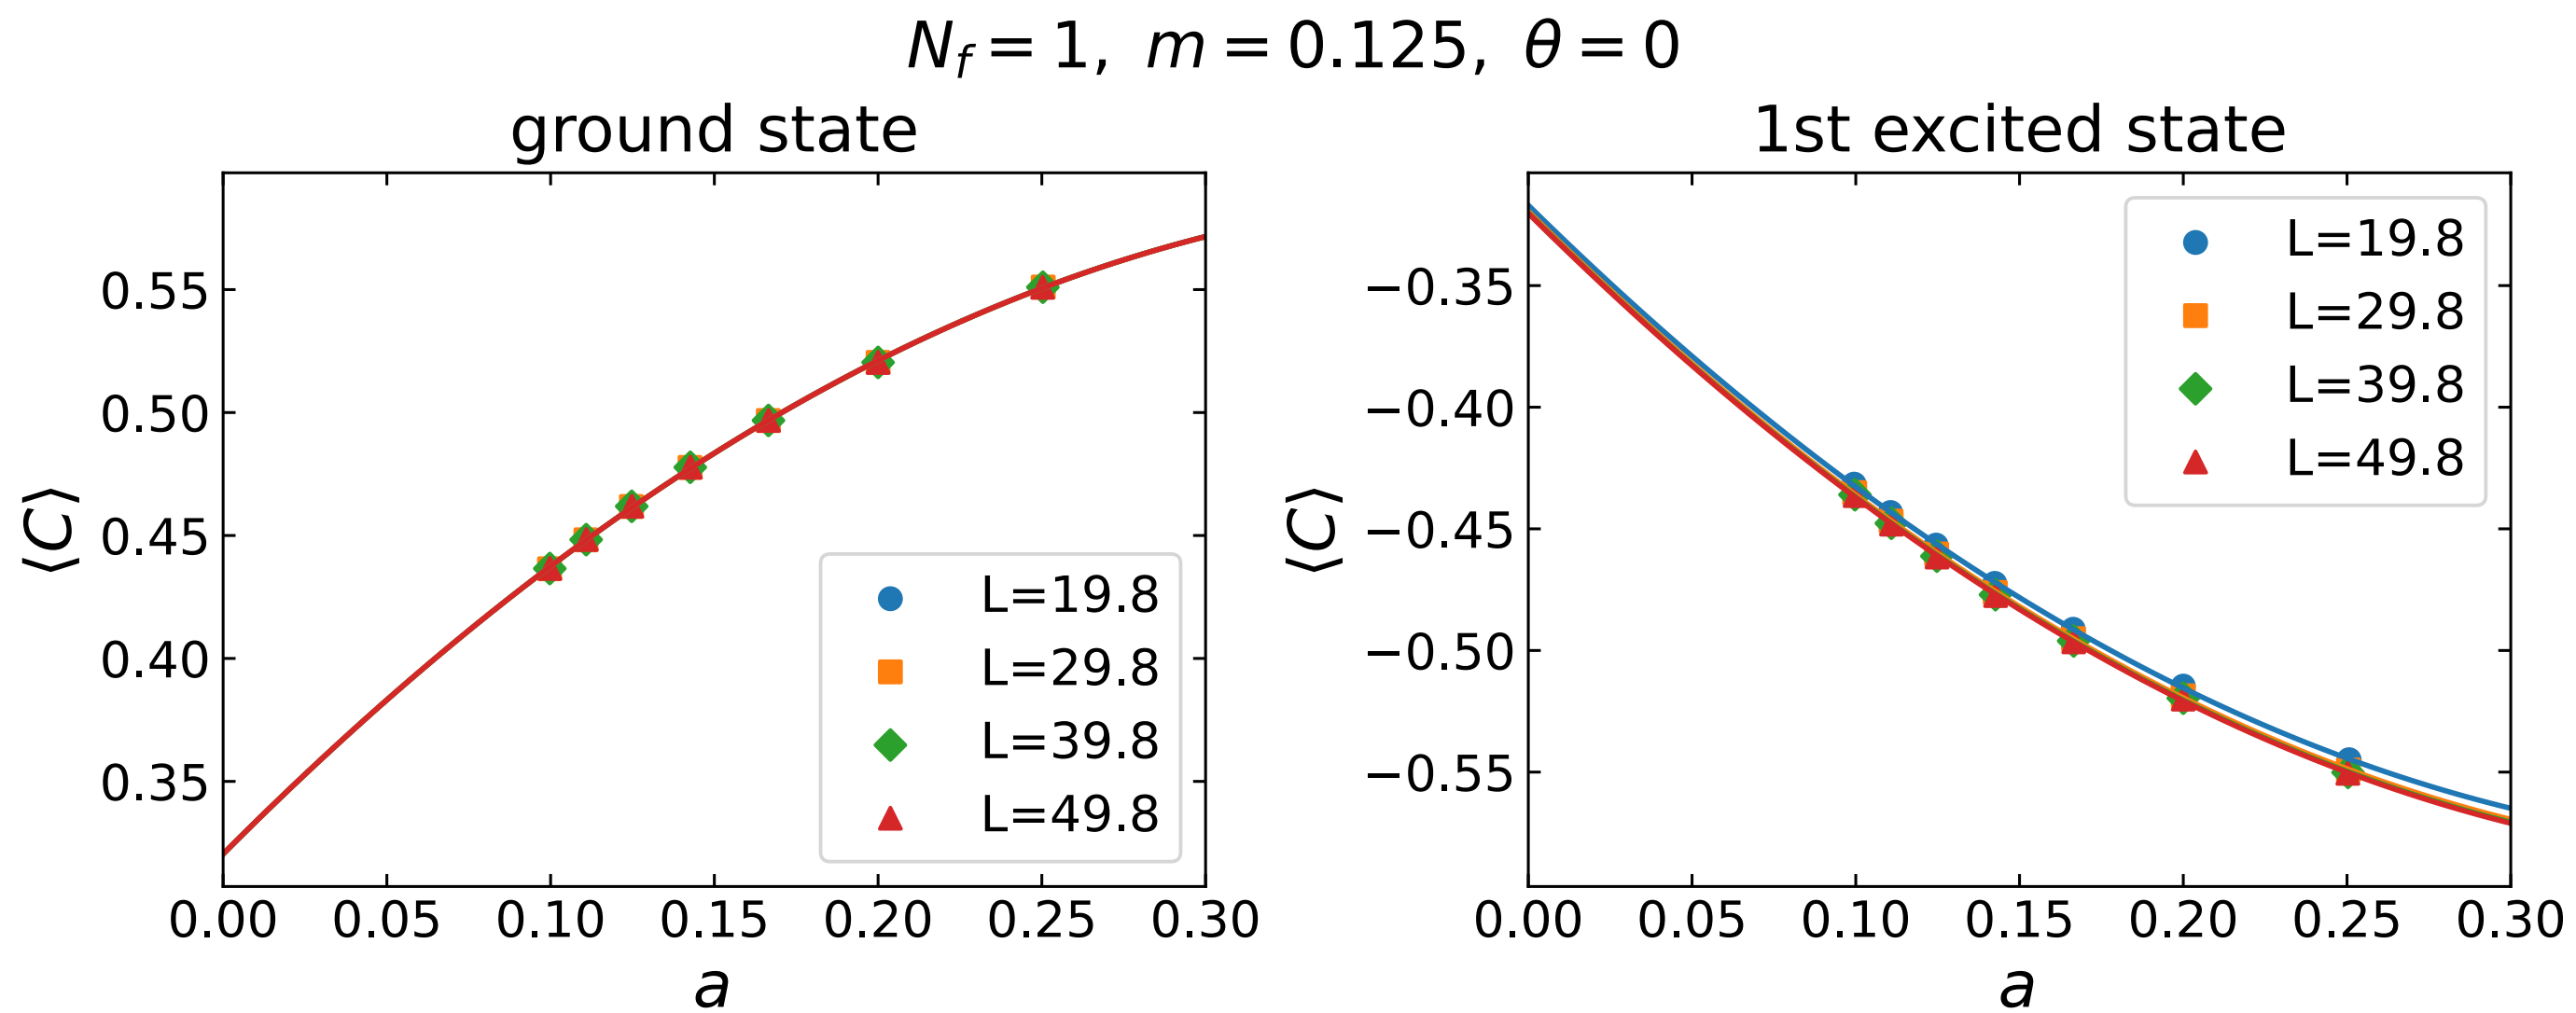 N_f = 1, m = 0.125, θ = 0
ground state
⟨C⟩
0.55
0.50
0.45
0.40
0.35
0.00 0.05 0.10 0.15 0.20 0.25 0.30
a
L=19.8
L=29.8
L=39.8
L=49.8
1st excited state
⟨C⟩
−0.35
−0.40
−0.45
−0.50
−0.55
0.00 0.05 0.10 0.15 0.20 0.25 0.30
a
L=19.8
L=29.8
L=39.8
L=49.8